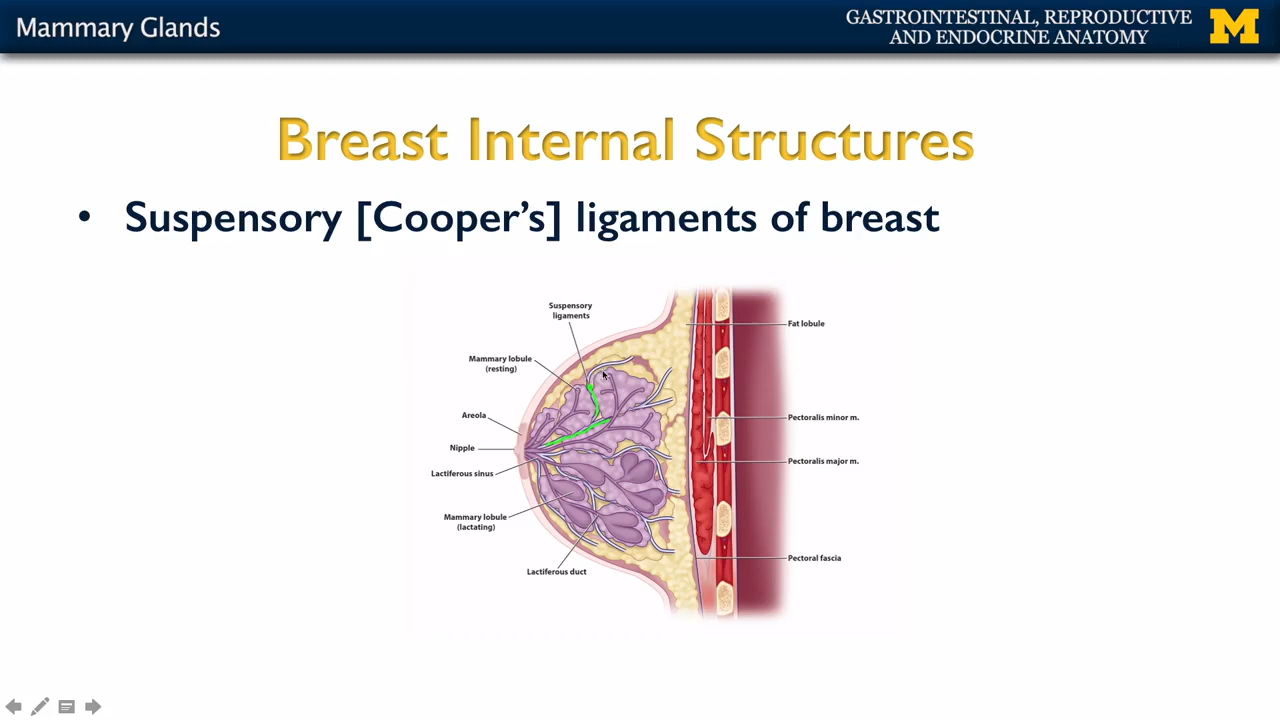 Mammary Glands
GASTROINTESTINAL, REPRODUCTIVE
AND ENDOCRINE ANATOMY
M
Breast Internal Structures
• Suspensory [Cooper's] ligaments of breast
Suspensory
ligaments
Fat lobule
Mammary lobule
(resting)
Areola
Pectoralis minor m.
Nipple
Pectoralis major m.
Lactiferous sinus
Mammary lobule
(lactating)
Pectoral fascia
Lactiferous duct